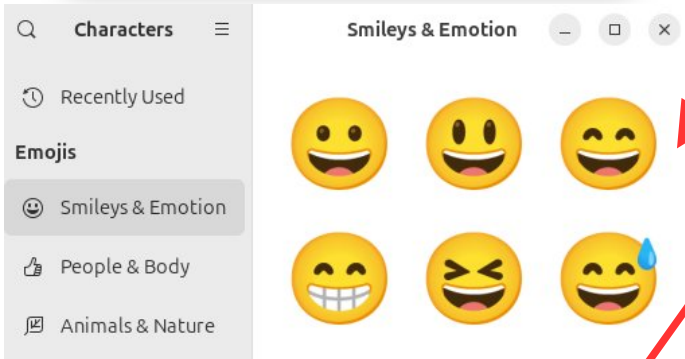 Characters
Smileys & Emotion
Recently Used
Emojis
Smileys & Emotion
People & Body
Animals & Nature